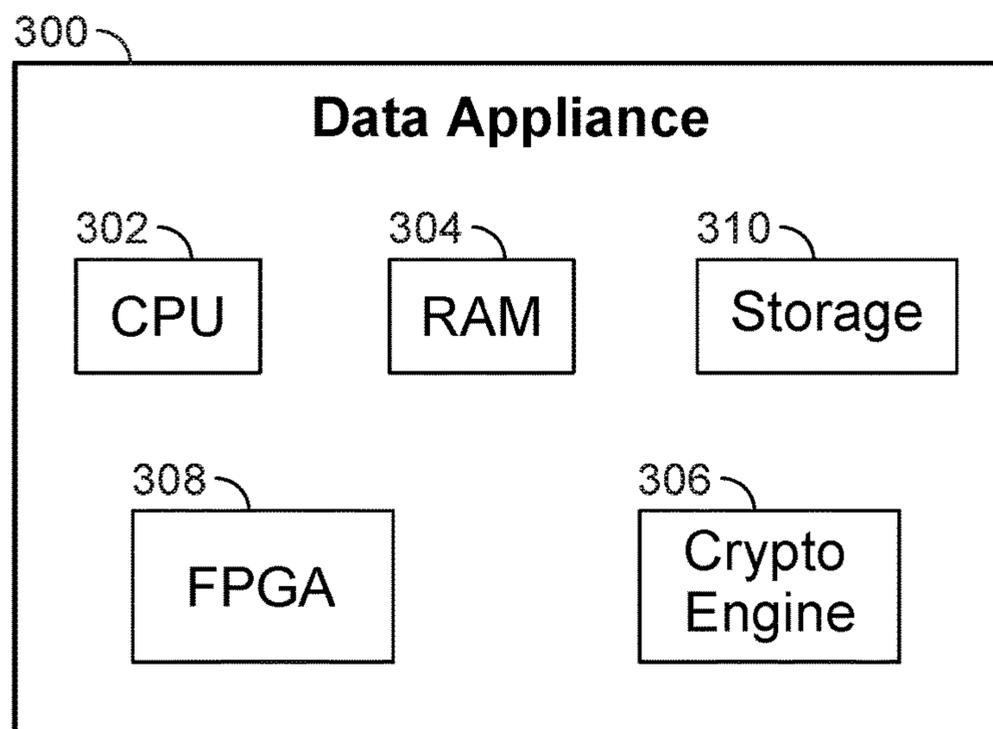 300
Data Appliance
302
CPU
304
RAM
310
Storage
308
FPGA
306
Crypto
Engine